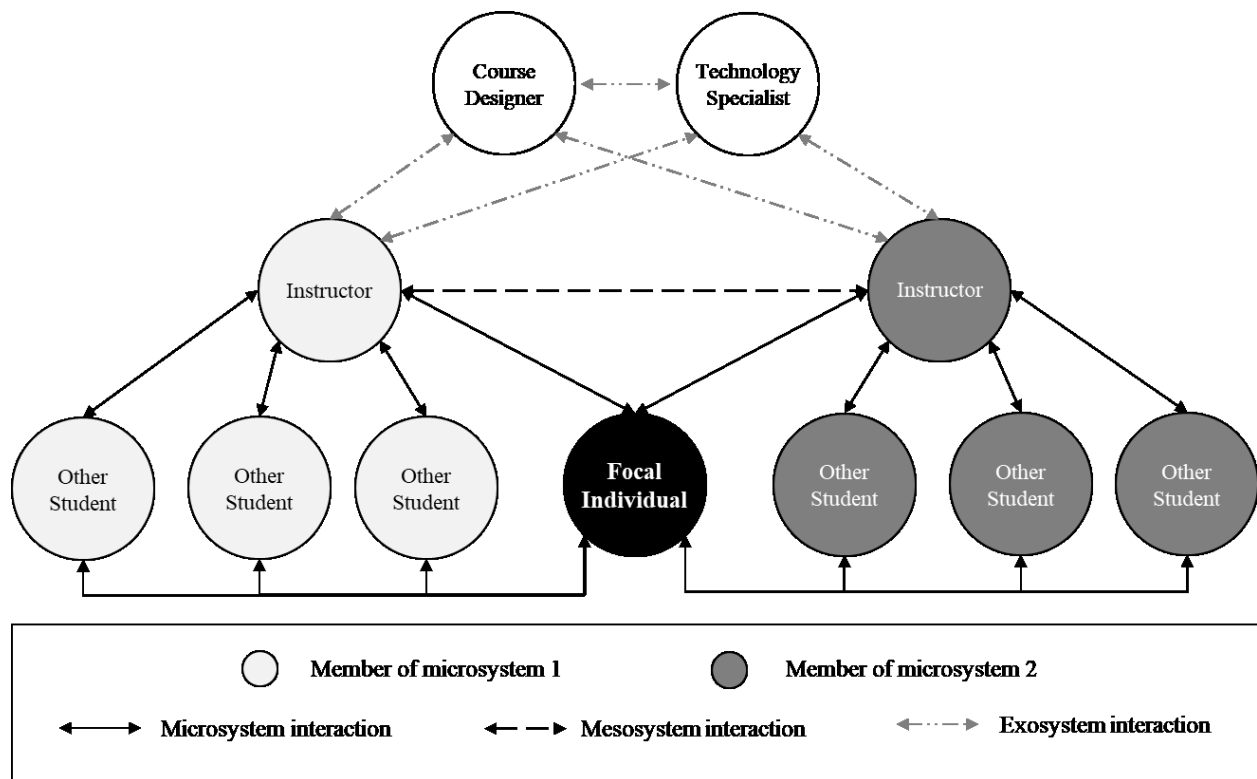 Course
Designer
Technology
Specialist
Instructor
Instructor
Other
Student
Other
Student
Other
Student
Focal
Individual
Other
Student
Other
Student
Other
Student
Member of microsystem 1
Member of microsystem 2
Microsystem interaction
Mesosystem interaction
Exosystem interaction